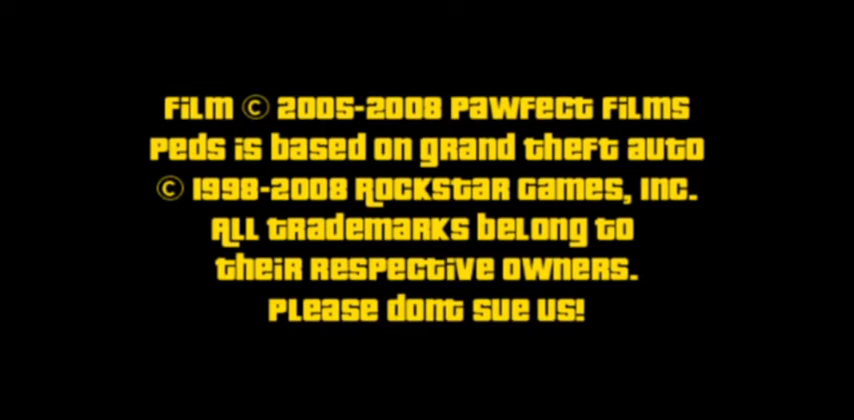 Film © 2005-2008 Pawfect Films
Peds is based on Grand Theft Auto
© 1998-2008 Rockstar Games, Inc.
All trademarks belong to
their respective owners.
Please dont sue us!